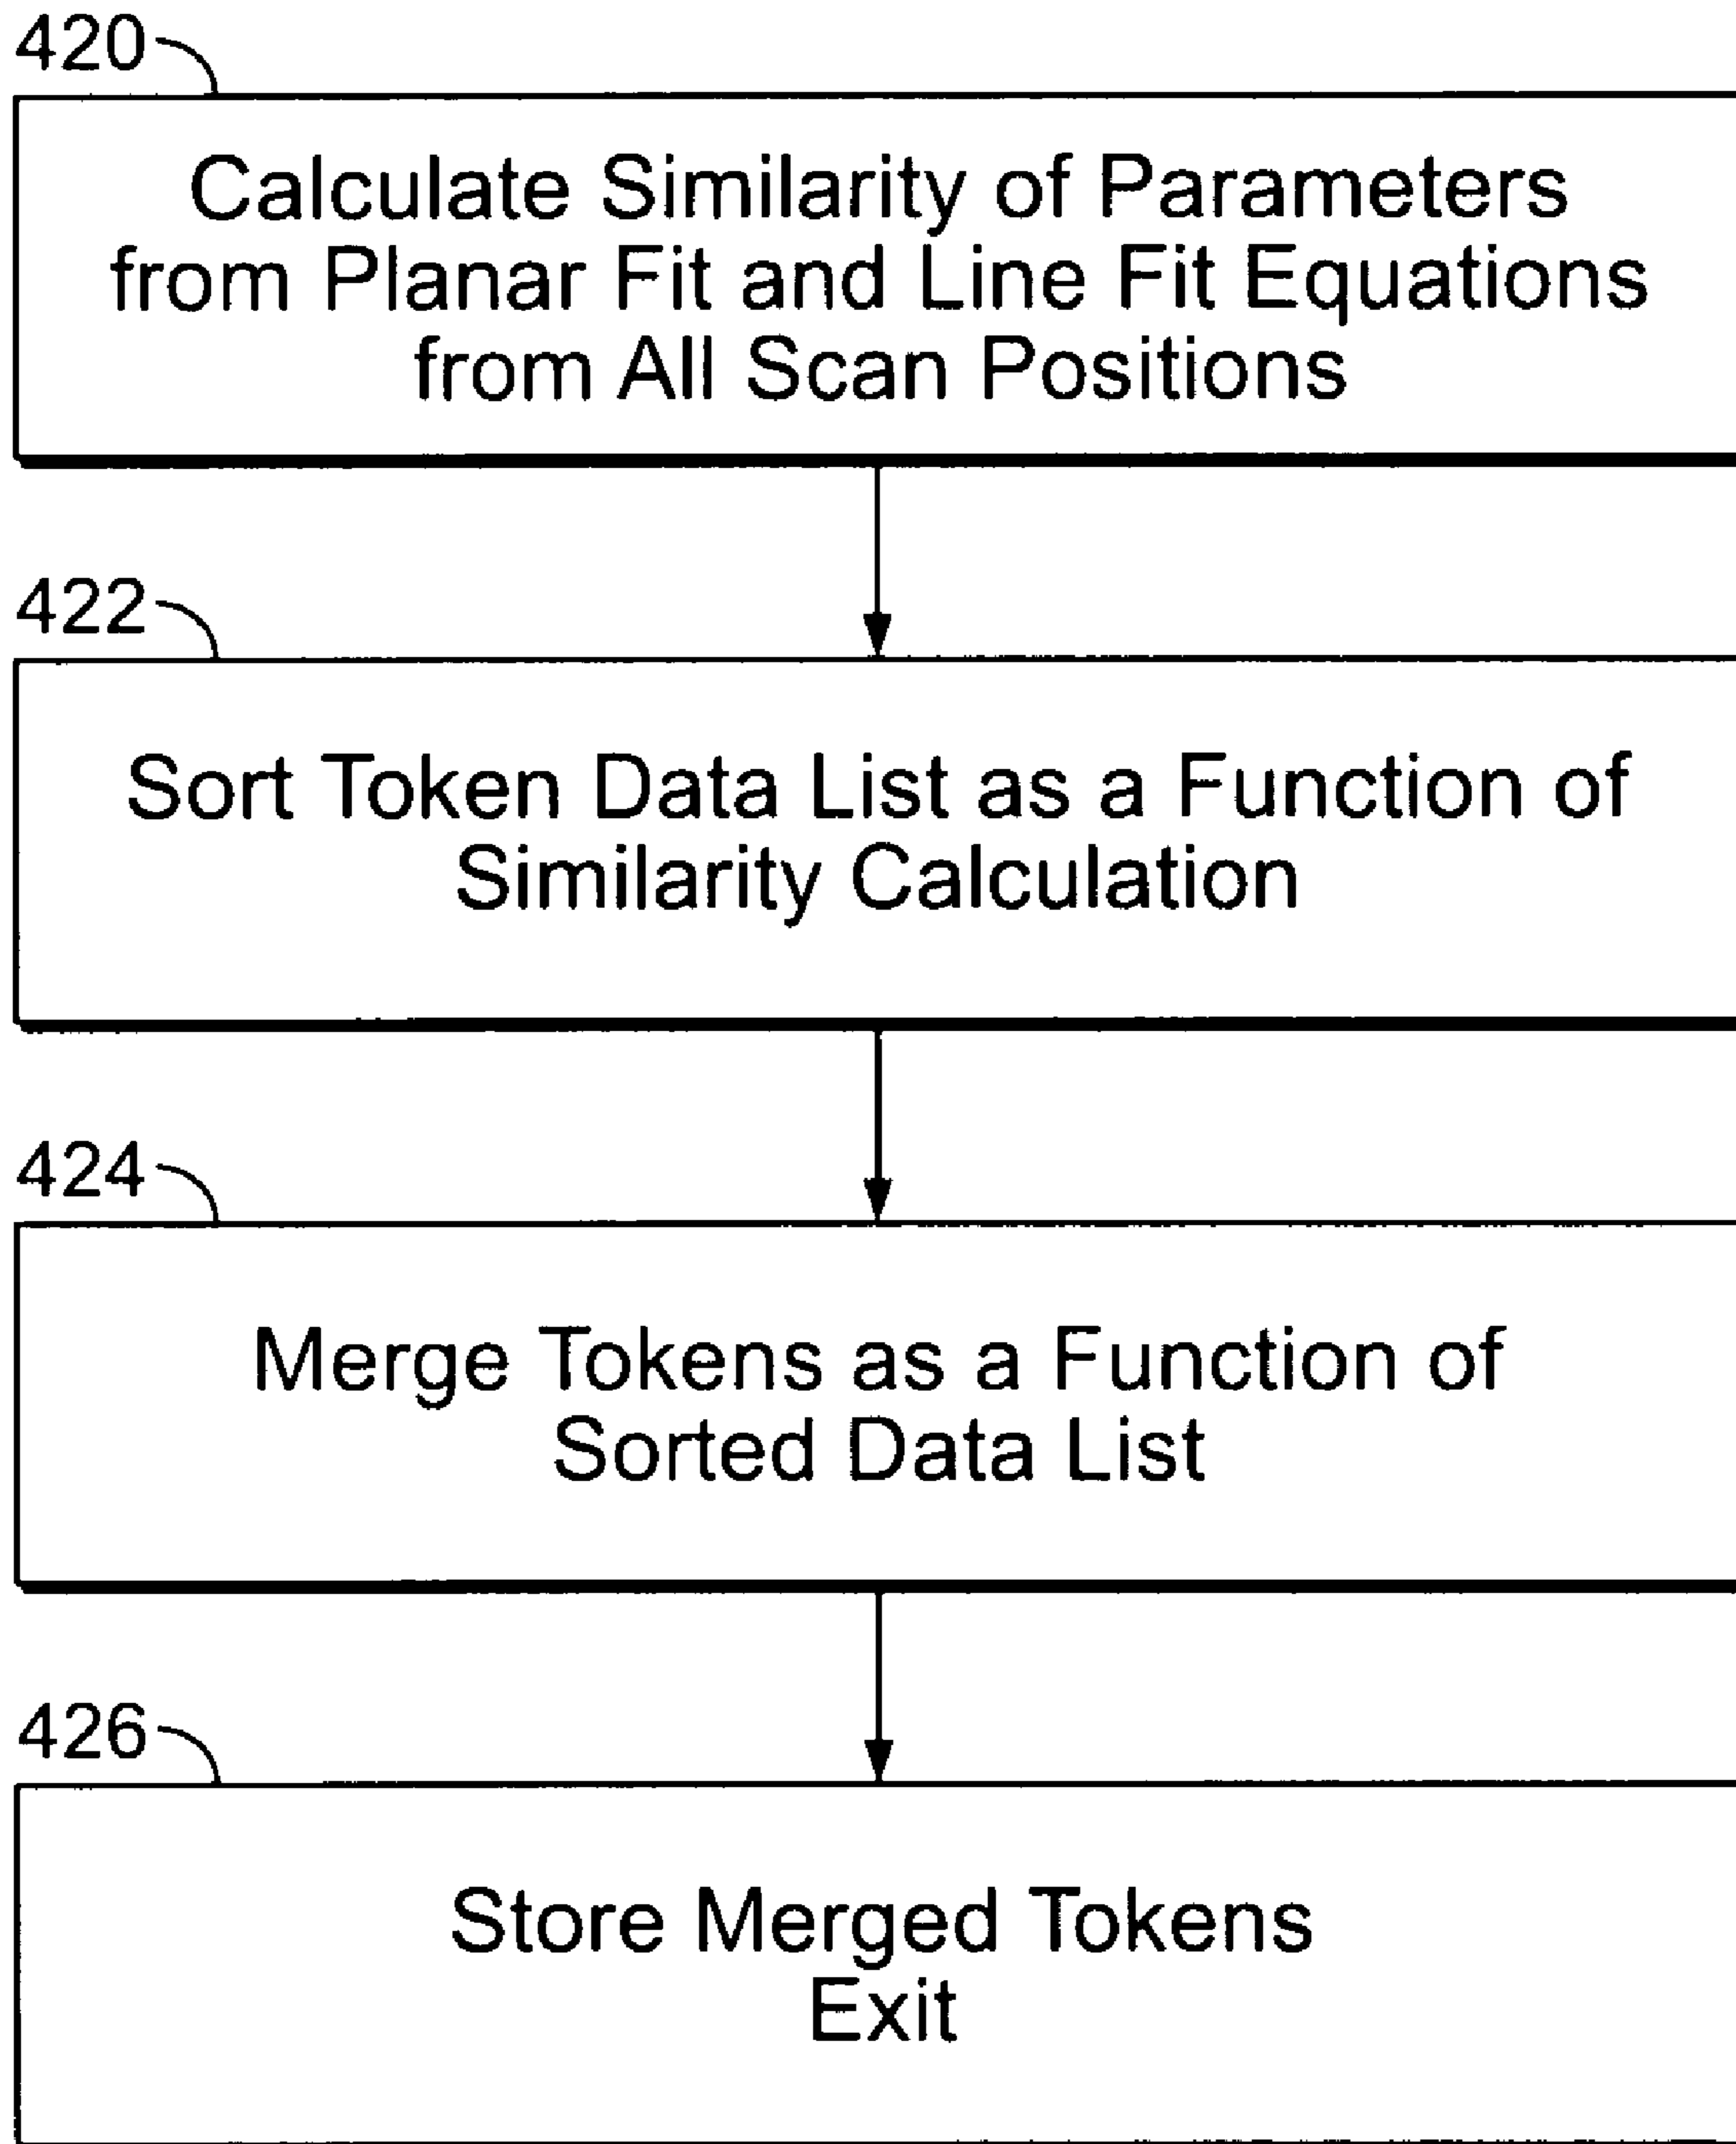 420
Calculate Similarity of Parameters
from Planar Fit and Line Fit Equations
from All Scan Positions
422
Sort Token Data List as a Function of
Similarity Calculation
424
Merge Tokens as a Function of
Sorted Data List
426
Store Merged Tokens
Exit